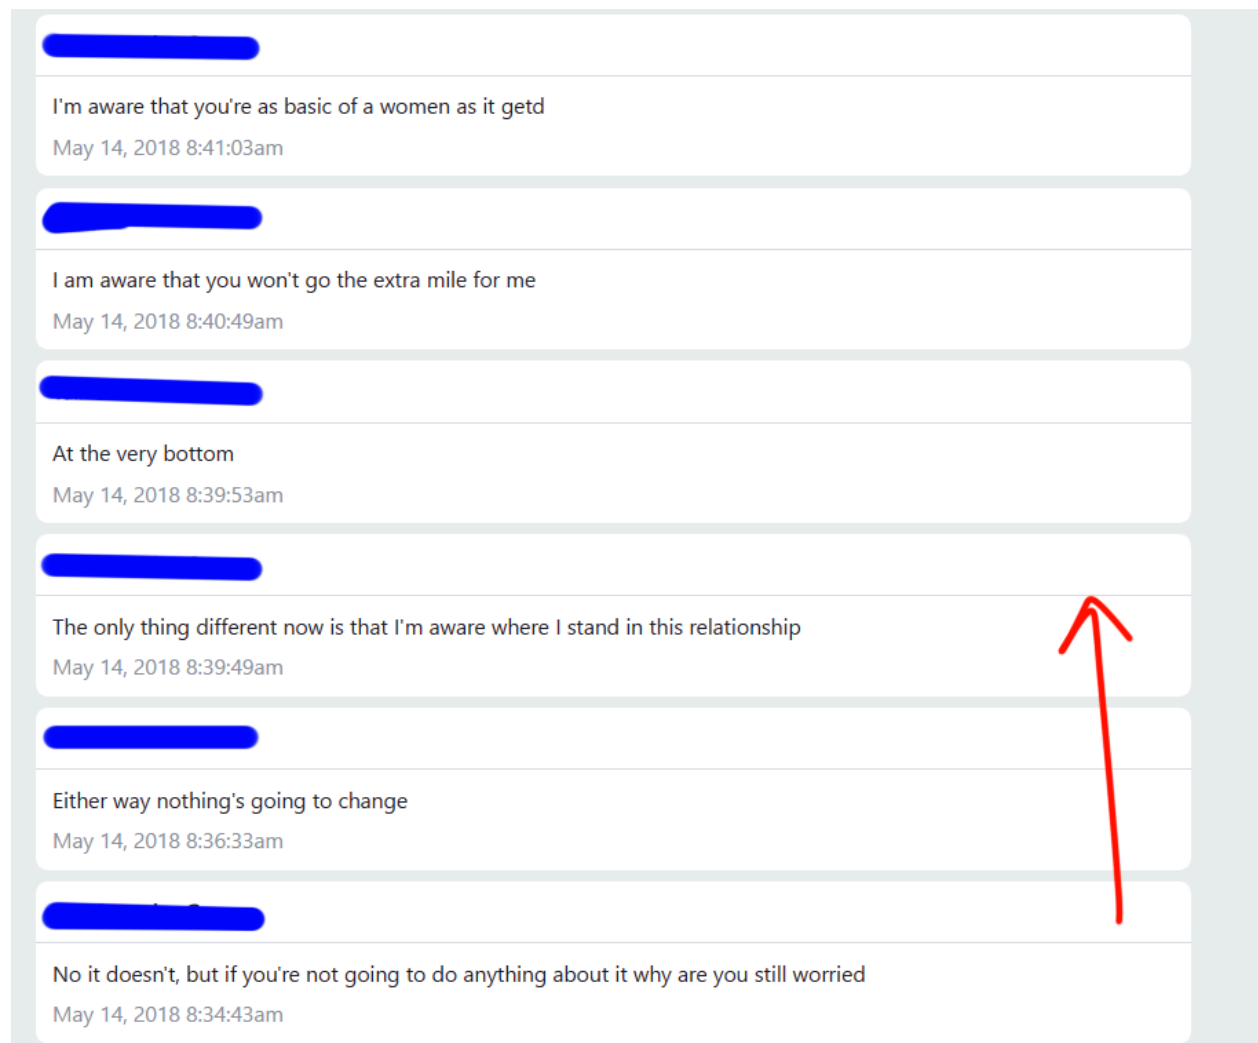 I'm aware that you're as basic of a women as it getd
May 14, 2018 8:41:03am
I am aware that you won't go the extra mile for me
May 14, 2018 8:40:49am
At the very bottom
May 14, 2018 8:39:53am
The only thing different now is that I'm aware where I stand in this relationship
May 14, 2018 8:39:49am
Either way nothing's going to change
May 14, 2018 8:36:33am
No it doesn't, but if you're not going to do anything about it why are you still worried
May 14, 2018 8:34:43am